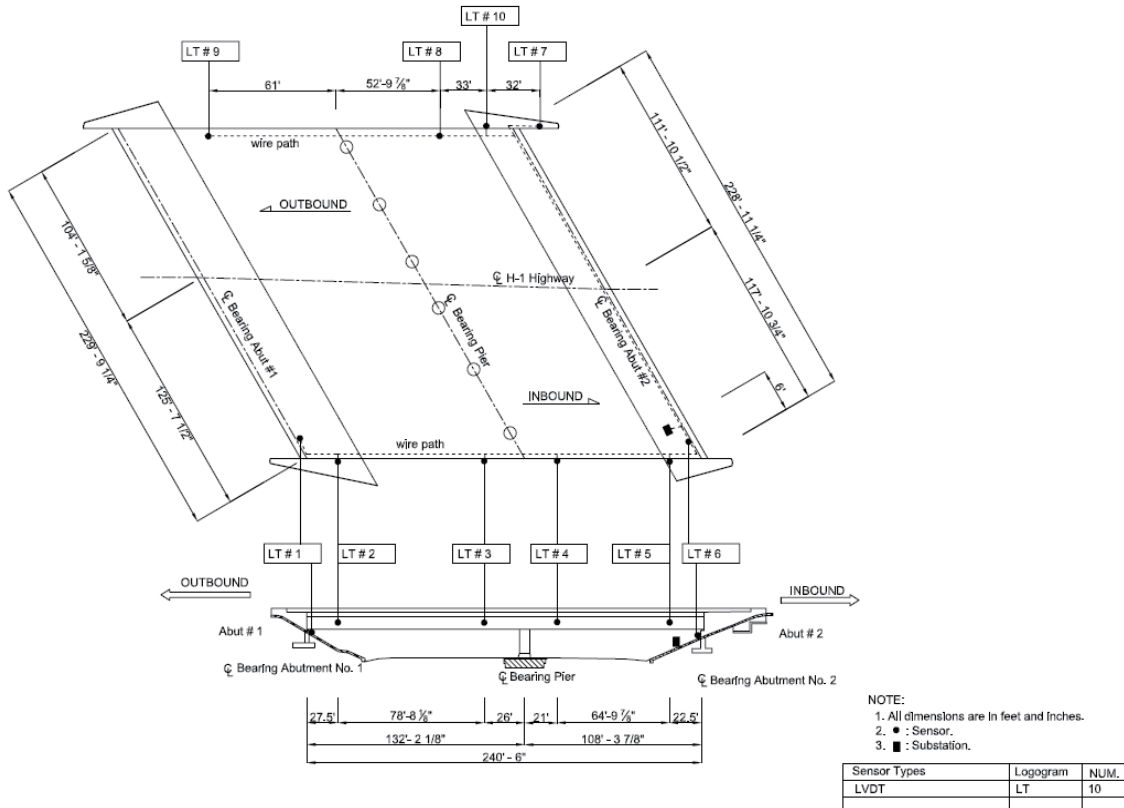 LT # 10
LT # 9
LT # 8
LT # 7
61'
52'-9 ⅞"
33'
32'
wire path
111' - 10 1/2"
228' - 11 1/4"
OUTBOUND
104' - 1 5/8"
℄ H-1 Highway
℄ Bearing Abut #1
℄ Bearing Pier
℄ Bearing Abut #2
117' - 10 3/4"
229' - 9 1/4"
125' - 7 1/2"
6'
INBOUND
wire path
LT # 1
LT # 2
LT # 3
LT # 4
LT # 5
LT # 6
OUTBOUND
INBOUND
Abut # 1
Abut # 2
℄ Bearing Abutment No. 1
℄ Bearing Pier
℄ Bearing Abutment No. 2
27.5'
78'-8 ⅝"
26'
21'
64'-9 ⅞"
22.5'
132'- 2 1/8"
108' - 3 7/8"
240' - 6"
NOTE:
1. All dimensions are in feet and inches.
2. ● : Sensor.
3. ■ : Substation.
Sensor Types Logogram NUM.
LVDT LT 10